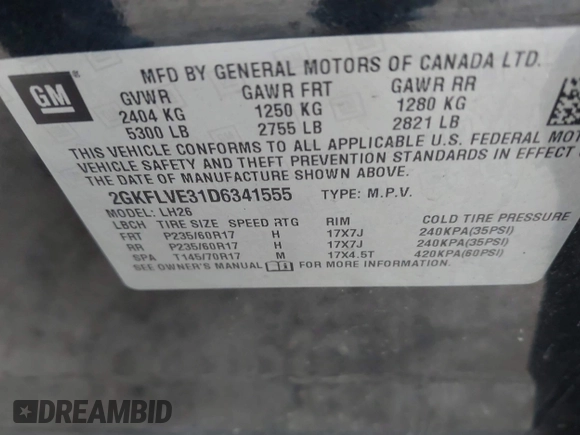 MFD BY GENERAL MOTORS OF CANADA LTD.
GM ®
GVWR GAWR FRT GAWR RR
2404 KG 1250 KG 1280 KG
5300 LB 2755 LB 2821 LB
THIS VEHICLE CONFORMS TO ALL APPLICABLE U.S. FEDERAL MOT
VEHICLE SAFETY AND THEFT PREVENTION STANDARDS IN EFFECT
DATE OF MANUFACTURE SHOWN ABOVE.
2GKFLVE31D6341555 TYPE: M.P.V.
MODEL: LH26
LBCH TIRE SIZE SPEED RTG RIM COLD TIRE PRESSURE
FRT P235/60R17 H 17X7J 240KPA(35PSI)
RR P235/60R17 H 17X7J 240KPA(35PSI)
SPA T145/70R17 M 17X4.5T 420KPA(60PSI)
SEE OWNER'S MANUAL FOR MORE INFORMATION.
DREAMBID